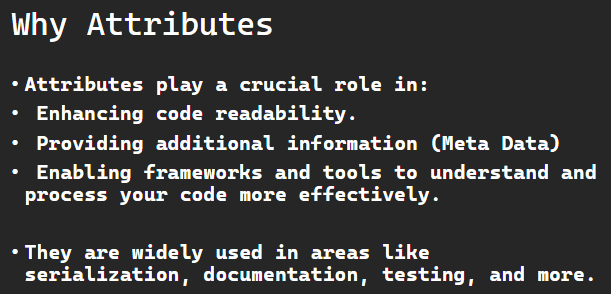 Why Attributes
• Attributes play a crucial role in:
• Enhancing code readability.
• Providing additional information (Meta Data)
• Enabling frameworks and tools to understand and
process your code more effectively.
• They are widely used in areas like
serialization, documentation, testing, and more.